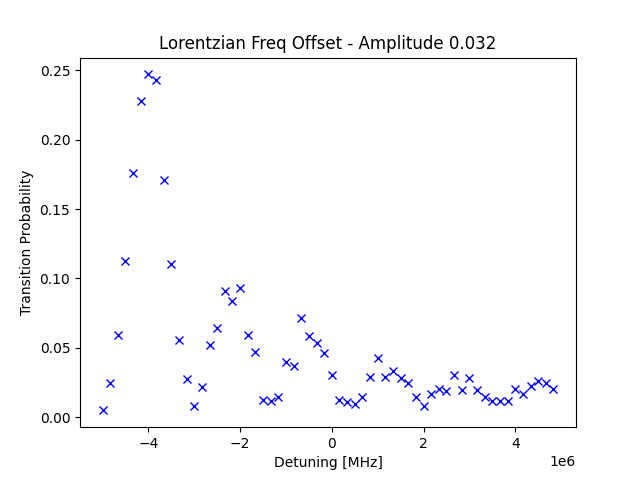 Lorentzian Freq Offset - Amplitude 0.032
0.25
0.20
0.15
0.10
0.05
0.00
Transition Probability
−4
−2
0
2
4
1e6
Detuning [MHz]